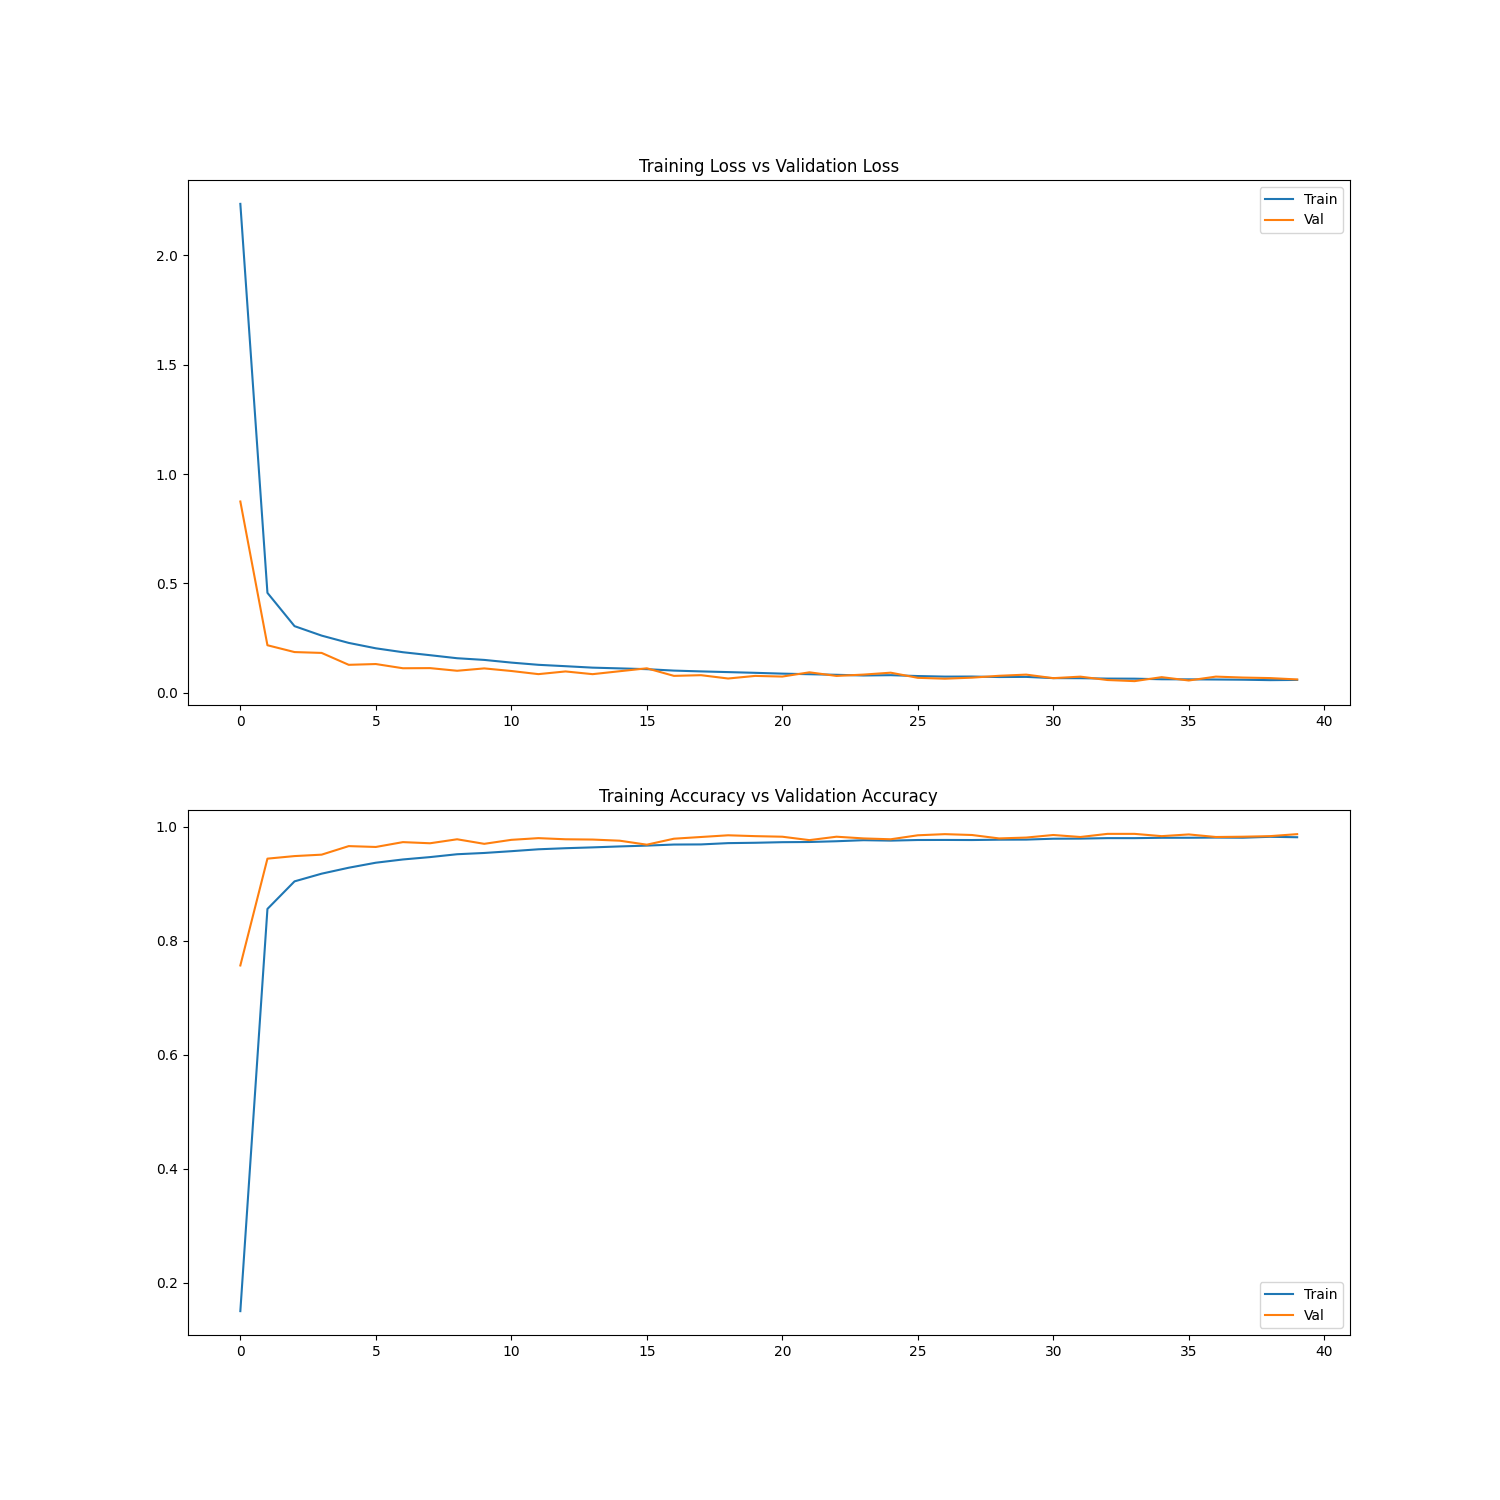 Training Loss vs Validation Loss
Train
Val
2.0
1.5
1.0
0.5
0.0
0 5 10 15 20 25 30 35 40
Training Accuracy vs Validation Accuracy
1.0
0.8
0.6
0.4
0.2
Train
Val
0 5 10 15 20 25 30 35 40